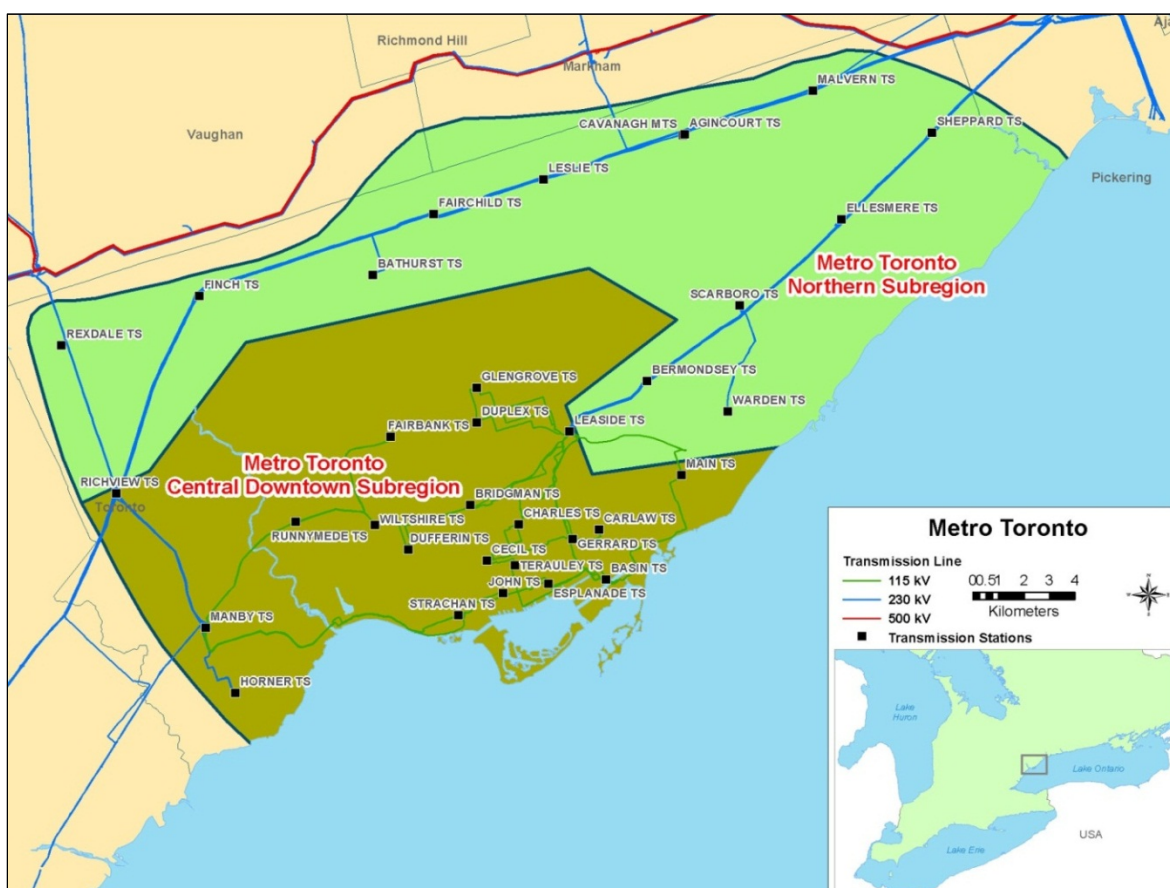 Richmond Hill
Markham
Aja
Vaughan
MALVERN TS
CAVANAGH MTS
AGINCOURT TS
SHEPPARD TS
Pickering
LESLIE TS
FAIRCHILD TS
ELLESMERE TS
BATHURST TS
Metro Toronto
Northern Subregion
FINCH TS
SCARBORO TS
REXDALE TS
BERMONDSEY TS
GLENGROVE TS
WARDEN TS
DUPLEX TS
LEASIDE TS
FAIRBANK TS
Metro Toronto
Central Downtown Subregion
MAIN TS
RICHVIEW TS
Toronto
BRIDGMAN TS
CHARLES TS
CARLAW TS
WILTSHIRE TS
RUNNYMEDE TS
DUFFERIN TS
GERRARD TS
CECIL TS
TERAULEY TS
BASIN TS
JOHN TS
ESPLANADE TS
STRACHAN TS
MANBY TS
HORNER TS
Metro Toronto
Transmission Line
115 kV
230 kV
500 kV
Transmission Stations
00.51 2 3 4
Kilometers
Lake Huron
Lake Ontario
USA
Lake Erie